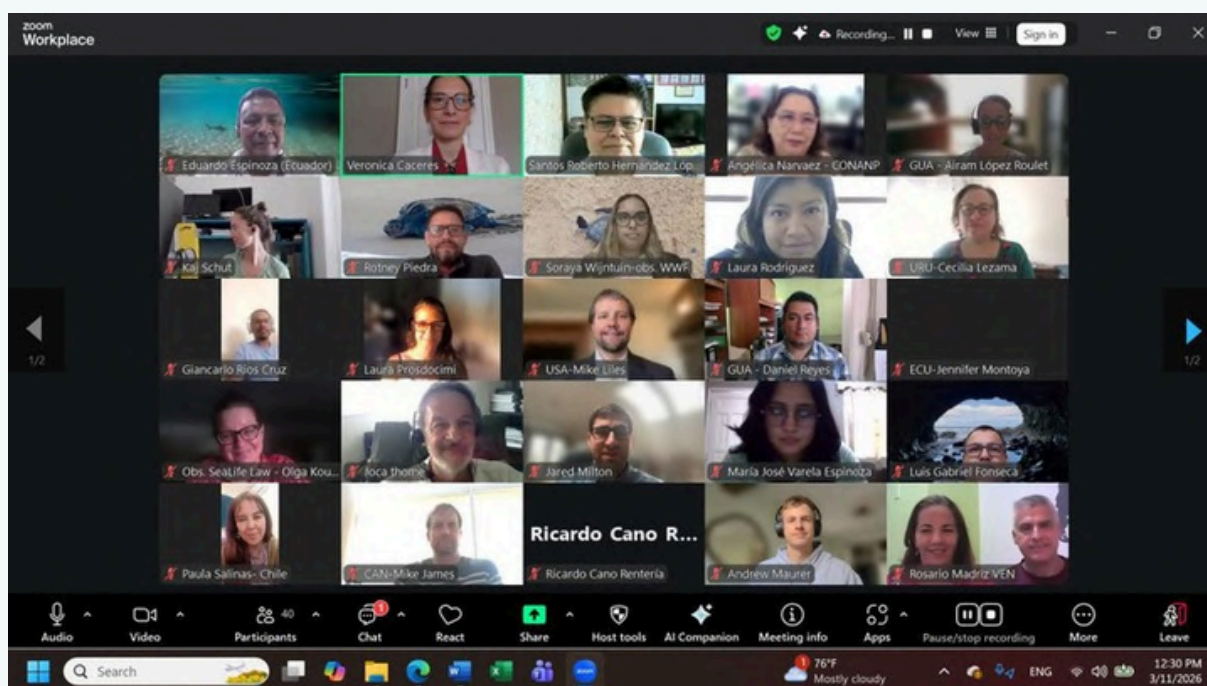 zoom
Workplace
Recording...
View
Sign in
Eduardo Espinoza (Ecuador)
Veronica Caceres
Santos Roberto Hernandez Lóp
Angélica Narvaez - CONANP
GUA - Airam López Roulet
Kaj Schut
Rotney Piedra
Soraya Wijntuin-obs. WWF
Laura Rodriguez
URU-Cecilia Lezama
Giancarlo Rios Cruz
Laura Prosdocimi
USA-Mike Liles
GUA - Daniel Reyes
ECU-Jennifer Montoya
1/2
1/2
Obs. SeaLife Law - Olga Kou...
Joca thome
Jared Milton
María José Varela Espinoza
Luis Gabriel Fonseca
Ricardo Cano R...
Paula Salinas- Chile
CAN-Mike James
Ricardo Cano Rentería
Andrew Maurer
Rosario Madriz VEN
40
1
Audio
Video
Participants
Chat
React
Share
Host tools
AI Companion
Meeting info
Apps
Pause/stop recording
More
Leave
Search
1
76°F
Mostly cloudy
ENG
12:30 PM
3/11/2026